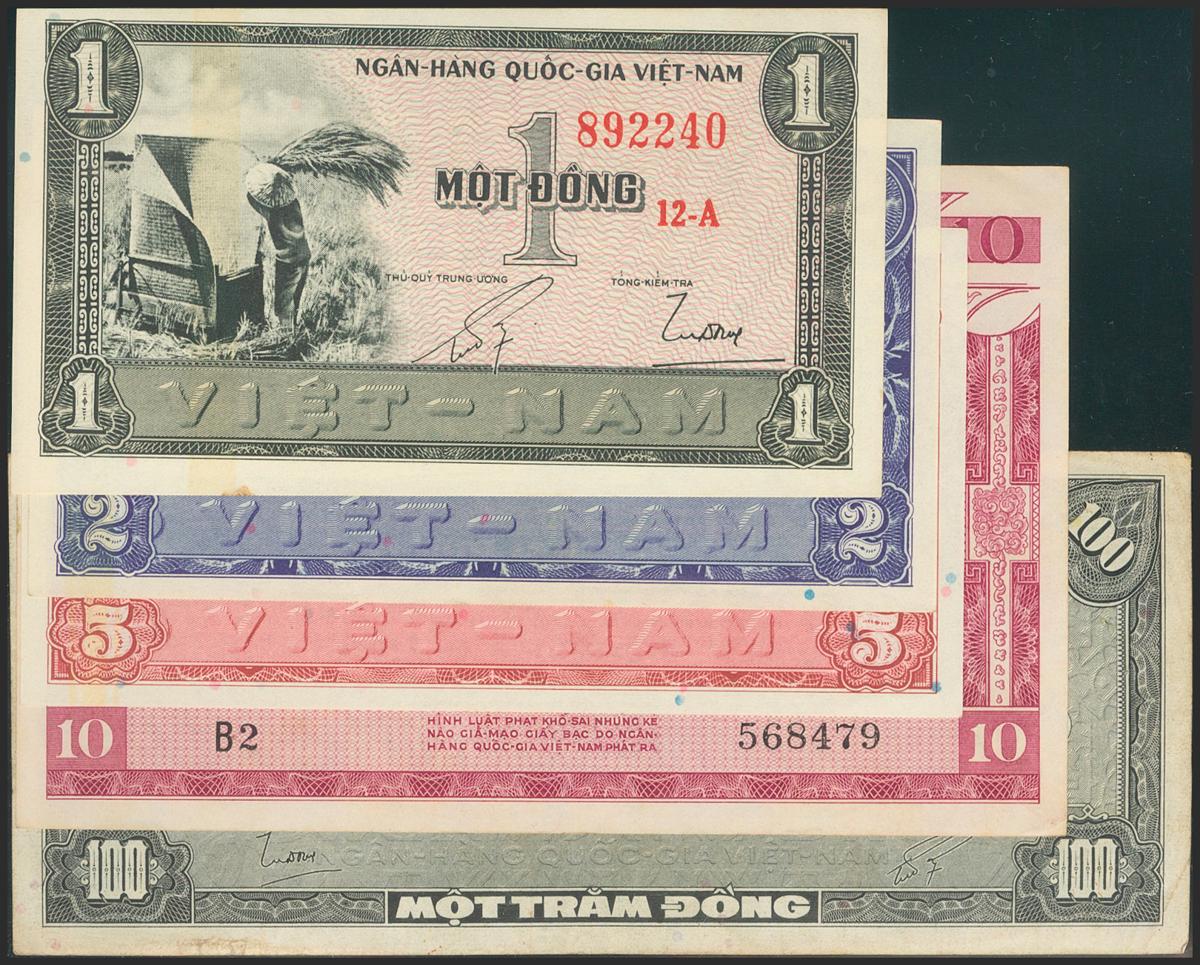 1
1
NGÂN-HÀNG QUỐC-GIA VIỆT-NAM
892240
1
MỘT ĐỒNG
12-A
THỦ-QUỸ TRUNG-ƯƠNG
TỔNG-KIỂM-TRA
VIỆT-NAM
1
1
10
2
VIỆT-NAM
2
100
5
VIỆT-NAM
5
10
B2
HÌNH LUẬT PHẠT KHỔ-SAI NHỮNG KẺ
NÀO GIẢ-MẠO GIẤY BẠC DO NGÂN-
HÀNG QUỐC-GIA VIỆT-NAM PHÁT RA
568479
10
100
NGÂN-HÀNG QUỐC-GIA VIỆT-NAM
100
MỘT TRĂM ĐỒNG